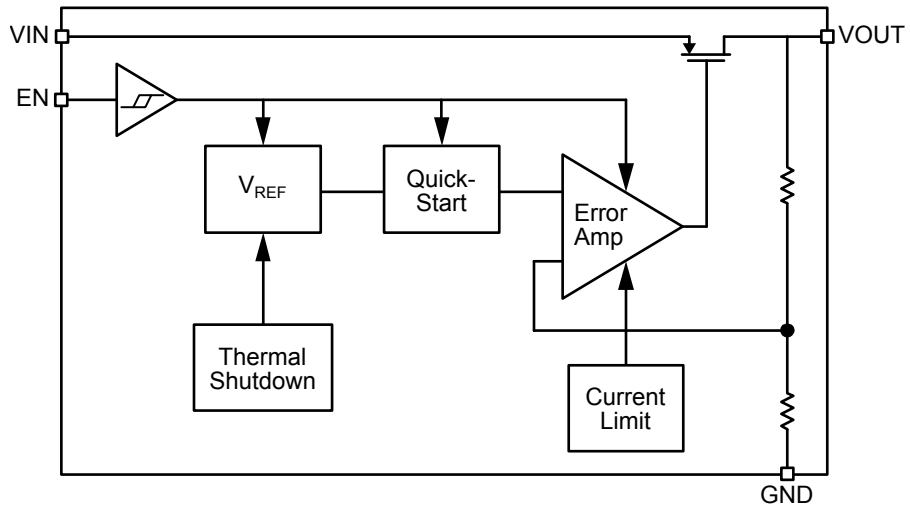 VIN
VOUT
EN
VREF
Quick-
Start
Error
Amp
Thermal
Shutdown
Current
Limit
GND